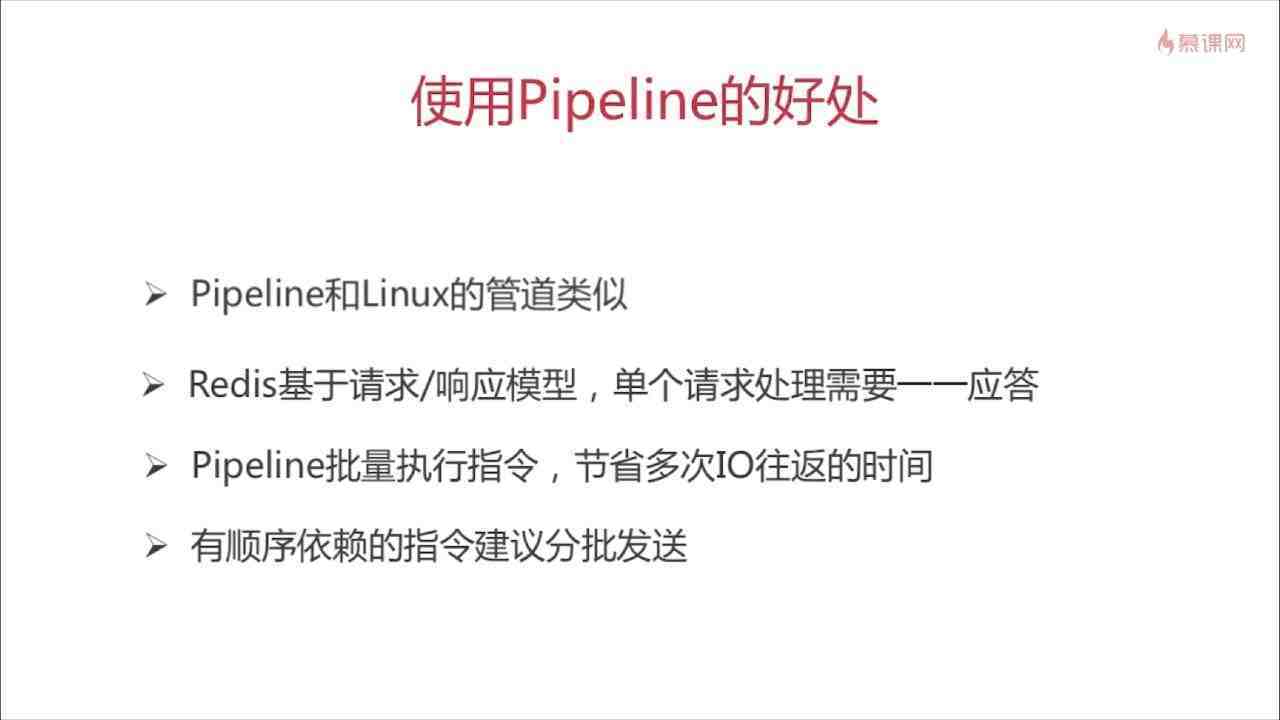 慕课网
使用Pipeline的好处
Pipeline和Linux的管道类似
Redis基于请求/响应模型，单个请求处理需要一一应答
Pipeline批量执行指令，节省多次IO往返的时间
有顺序依赖的指令建议分批发送